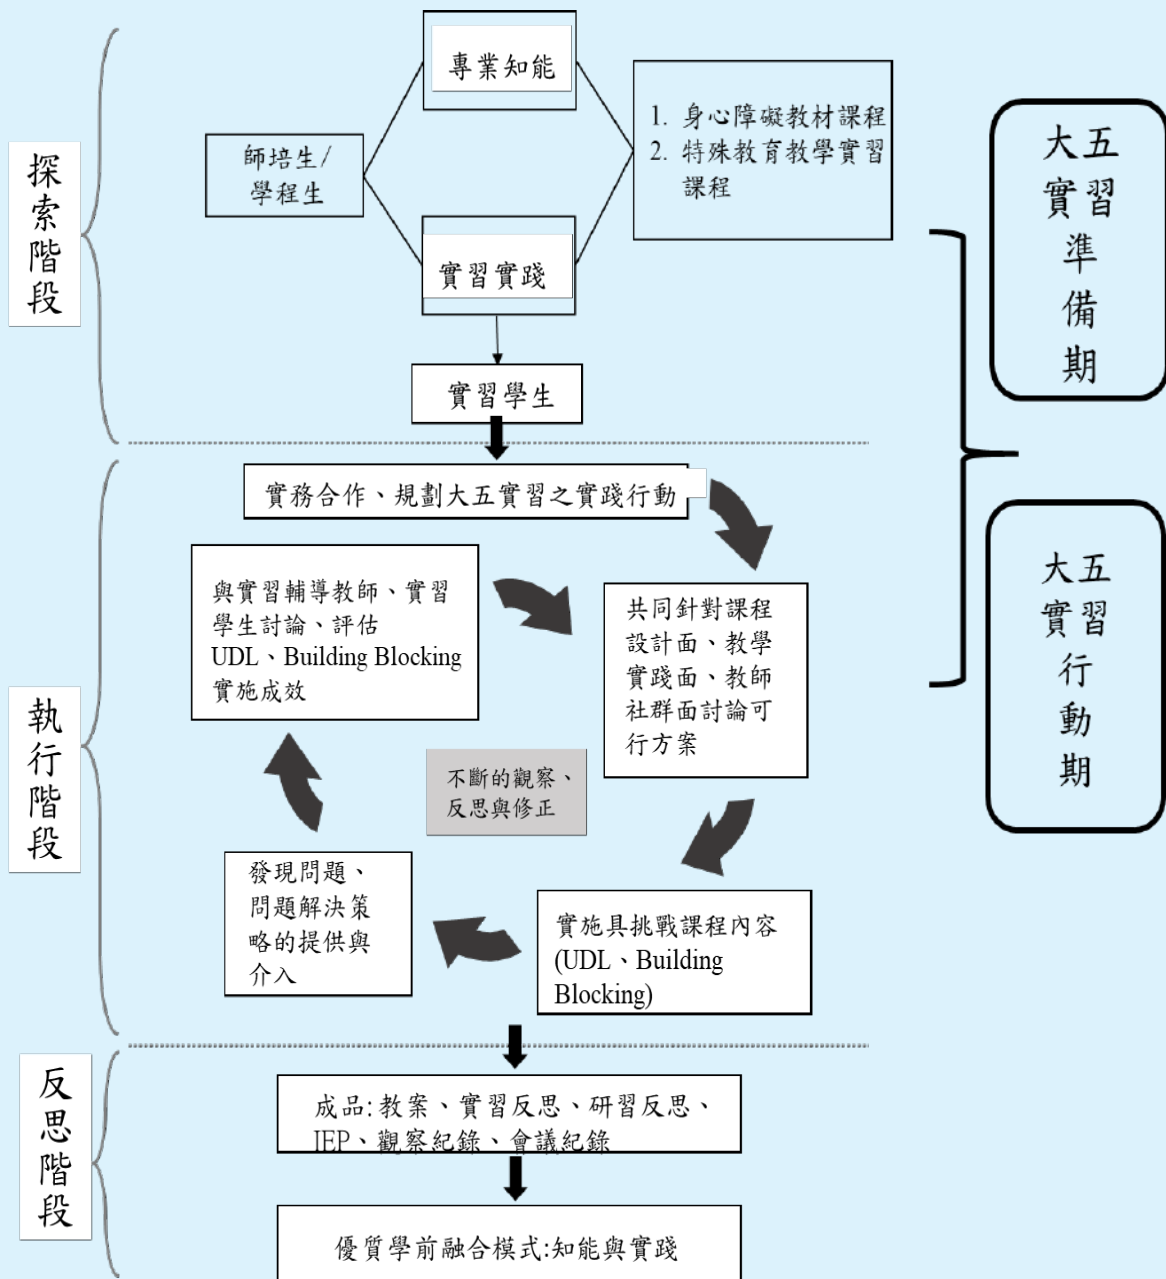 探索階段
專業知能
師培生/
學程生
1. 身心障礙教材課程
2. 特殊教育教學實習
課程
實習實踐
實習學生
大五
實習
準
備
期
執行階段
實務合作、規劃大五實習之實踐行動
與實習輔導教師、實習
學生討論、評估
UDL、Building Blocking
實施成效
共同針對課程
設計面、教學
實踐面、教師
社群面討論可
行方案
不斷的觀察、
反思與修正
發現問題、
問題解決策
略的提供與
介入
實施具挑戰課程內容
(UDL、Building
Blocking)
大五
實習
行
動
期
反思階段
成品:教案、實習反思、研習反思、
IEP、觀察紀錄、會議紀錄
優質學前融合模式:知能與實踐